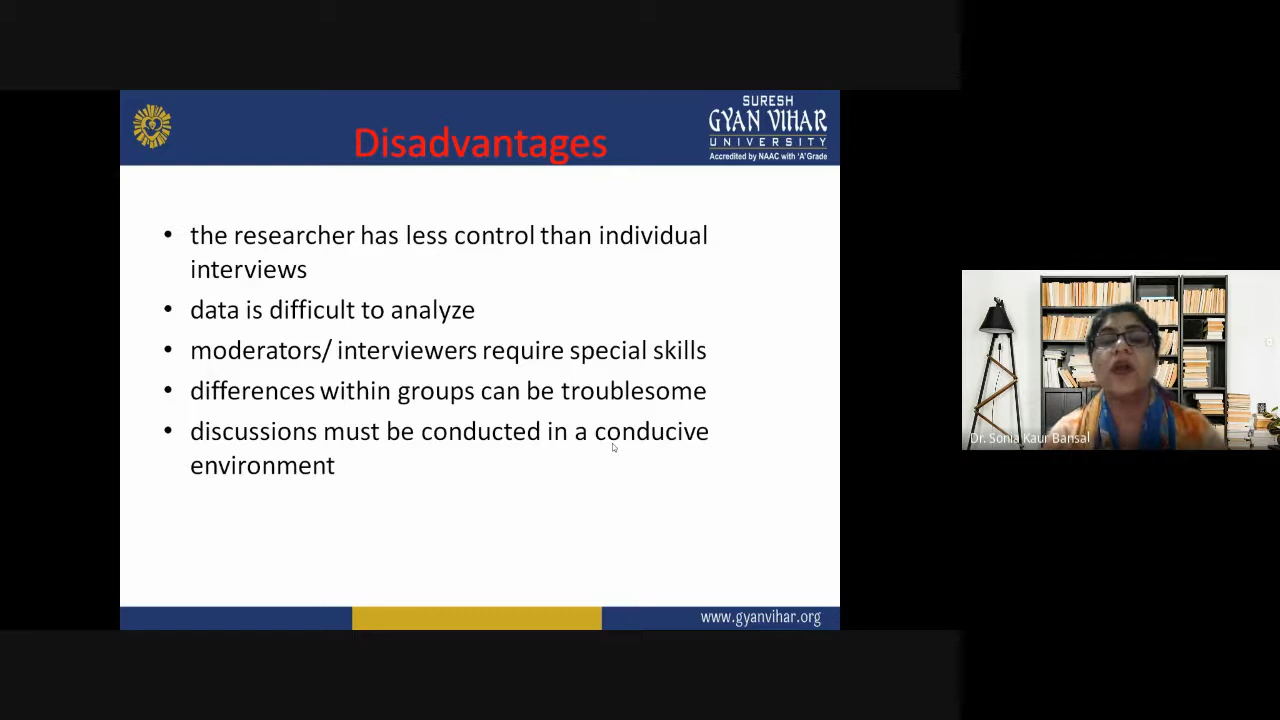 Disadvantages
SURESH
GYAN VIHAR
UNIVERSITY
Accredited by NAAC with 'A' Grade
• the researcher has less control than individual
interviews
• data is difficult to analyze
• moderators/ interviewers require special skills
• differences within groups can be troublesome
• discussions must be conducted in a conducive
environment
www.gyanvihar.org
Dr. Sonia Kaur Bansal